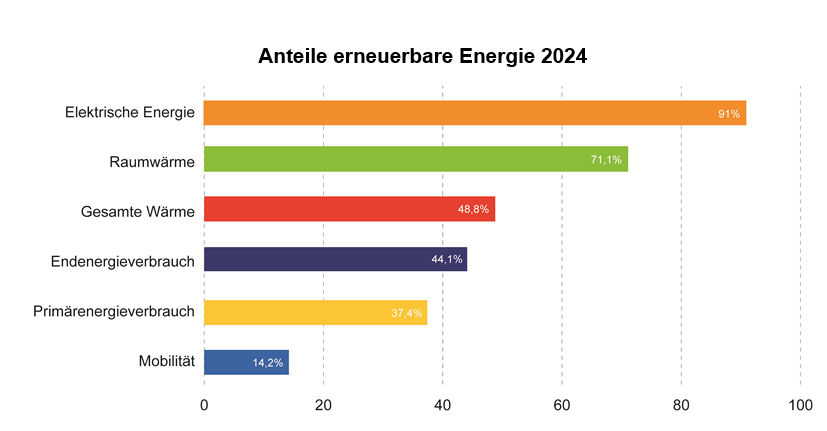 Anteile erneuerbare Energie 2024
Elektrische Energie
91%
Raumwärme
71,1%
Gesamte Wärme
48,8%
Endenergieverbrauch
44,1%
Primärenergieverbrauch
37,4%
Mobilität
14,2%
0 20 40 60 80 100